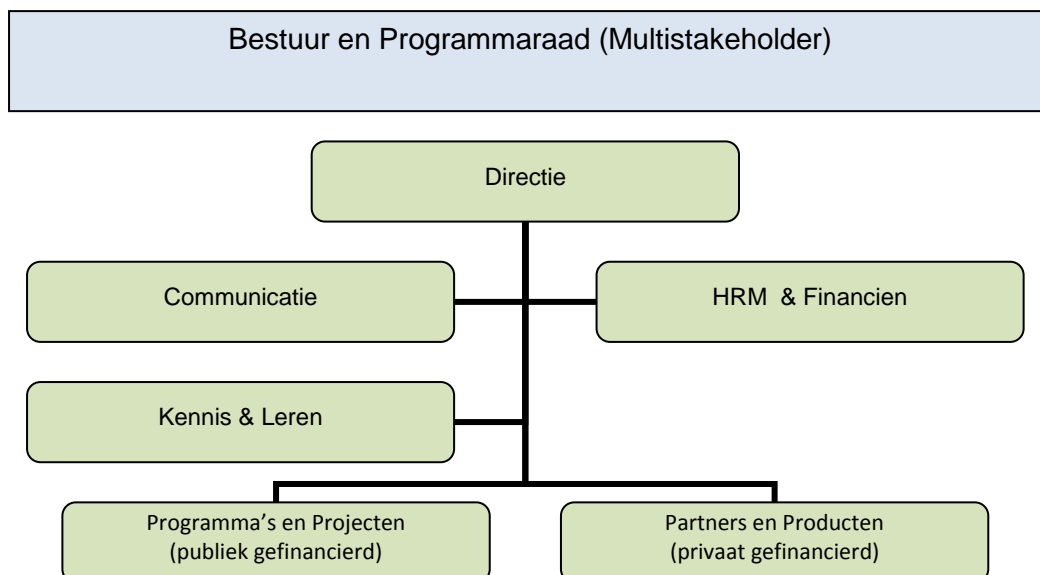 Bestuur en Programmaraad (Multistakeholder)
Directie
Communicatie
HRM & Financien
Kennis & Leren
Programma’s en Projecten
(publiek gefinancierd)
Partners en Producten
(privaat gefinancierd)